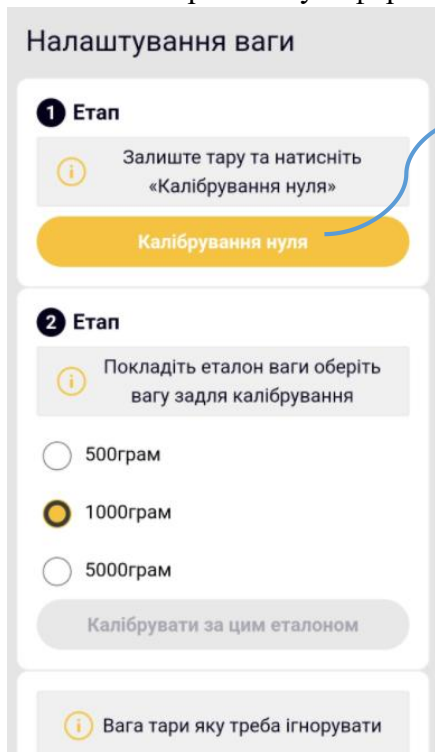 Налаштування ваги
1 Етап
Залиште тару та натисніть
«Калібрування нуля»
Калібрування нуля
2 Етап
Покладіть еталон ваги оберіть
вагу задля калібрування
500грам
1000грам
5000грам
Калібрувати за цим еталоном
Вага тари яку треба ігнорувати